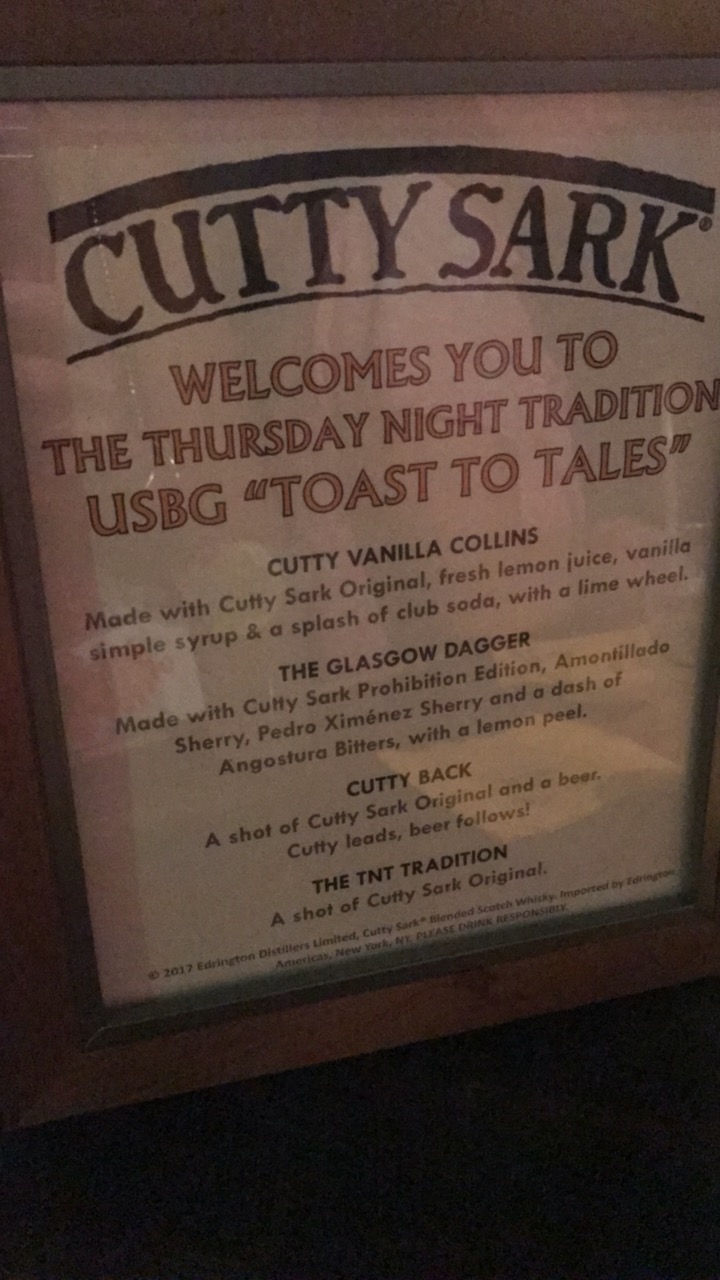 CUTTY SARK®
WELCOMES YOU TO
THE THURSDAY NIGHT TRADITION
USBG “TOAST TO TALES”
CUTTY VANILLA COLLINS
Made with Cutty Sark Original, fresh lemon juice, vanilla
simple syrup & a splash of club soda, with a lime wheel.
THE GLASGOW DAGGER
Made with Cutty Sark Prohibition Edition, Amontillado
Sherry, Pedro Ximénez Sherry and a dash of
Angostura Bitters, with a lemon peel.
CUTTY BACK
A shot of Cutty Sark Original and a beer.
Cutty leads, beer follows!
THE TNT TRADITION
A shot of Cutty Sark Original.
© 2017 Edrington Distillers Limited, Cutty Sark® Blended Scotch Whisky. Imported by Edrington
Americas, New York, NY. PLEASE DRINK RESPONSIBLY.